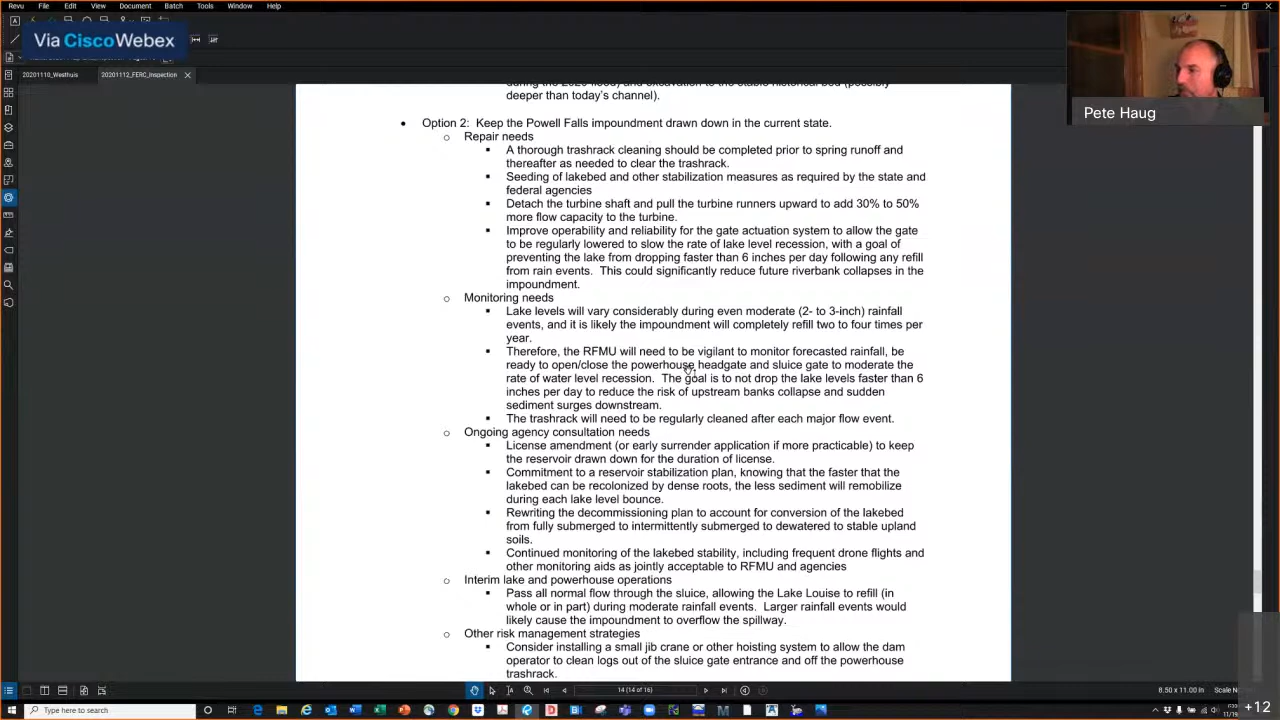 Revu File Edit View Document Batch Tools Window Help
Via Cisco Webex
20201110_Westhuis 20201112_FERC_Inspection
Pete Haug
deeper than today's channel).
• Option 2: Keep the Powell Falls impoundment drawn down in the current state.
o Repair needs
▪ A thorough trashrack cleaning should be completed prior to spring runoff and
thereafter as needed to clear the trashrack.
▪ Seeding of lakebed and other stabilization measures as required by the state and
federal agencies
▪ Detach the turbine shaft and pull the turbine runners upward to add 30% to 50%
more flow capacity to the turbine.
▪ Improve operability and reliability for the gate actuation system to allow the gate
to be regularly lowered to slow the rate of lake level recession, with a goal of
preventing the lake from dropping faster than 6 inches per day following any refill
from rain events. This could significantly reduce future riverbank collapses in the
impoundment.
o Monitoring needs
▪ Lake levels will vary considerably during even moderate (2- to 3-inch) rainfall
events, and it is likely the impoundment will completely refill two to four times per
year.
▪ Therefore, the RFMU will need to be vigilant to monitor forecasted rainfall, be
ready to open/close the powerhouse headgate and sluice gate to moderate the
rate of water level recession. The goal is to not drop the lake levels faster than 6
inches per day to reduce the risk of upstream banks collapse and sudden
sediment surges downstream.
▪ The trashrack will need to be regularly cleaned after each major flow event.
o Ongoing agency consultation needs
▪ License amendment (or early surrender application if more practicable) to keep
the reservoir drawn down for the duration of license.
▪ Commitment to a reservoir stabilization plan, knowing that the faster that the
lakebed can be recolonized by dense roots, the less sediment will remobilize
during each lake level bounce.
▪ Rewriting the decommissioning plan to account for conversion of the lakebed
from fully submerged to intermittently submerged to dewatered to stable upland
soils.
▪ Continued monitoring of the lakebed stability, including frequent drone flights and
other monitoring aids as jointly acceptable to RFMU and agencies
o Interim lake and powerhouse operations
▪ Pass all normal flow through the sluice, allowing the Lake Louise to refill (in
whole or in part) during moderate rainfall events. Larger rainfall events would
likely cause the impoundment to overflow the spillway.
o Other risk management strategies
▪ Consider installing a small jib crane or other hoisting system to allow the dam
operator to clean logs out of the sluice gate entrance and off the powerhouse
trashrack.
14 (14 of 16) 8.50 x 11.00 in
Type here to search
+12